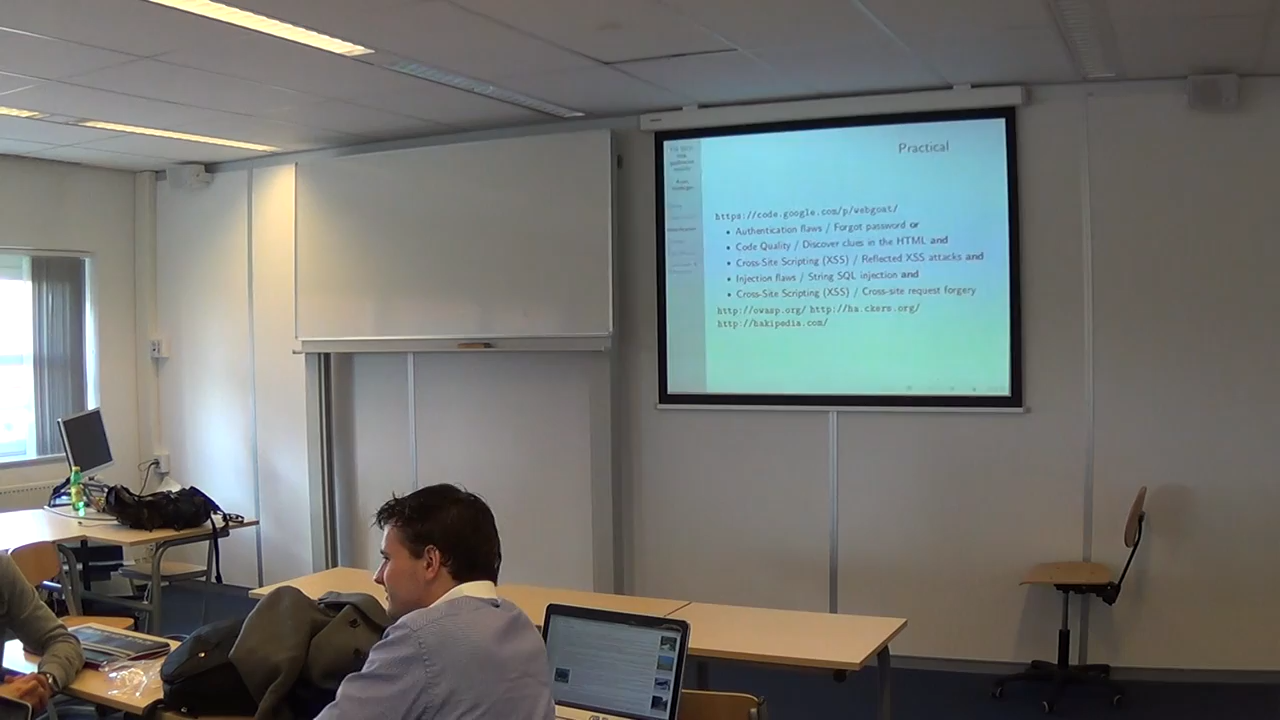 Practical
https://code.google.com/p/webgoat/
• Authentication flaws / Forgot password or
• Code Quality / Discover clues in the HTML and
• Cross-Site Scripting (XSS) / Reflected XSS attacks and
• Injection flaws / String SQL injection and
• Cross-Site Scripting (XSS) / Cross-site request forgery
http://owasp.org/ http://ha.ckers.org/
http://hakipedia.com/